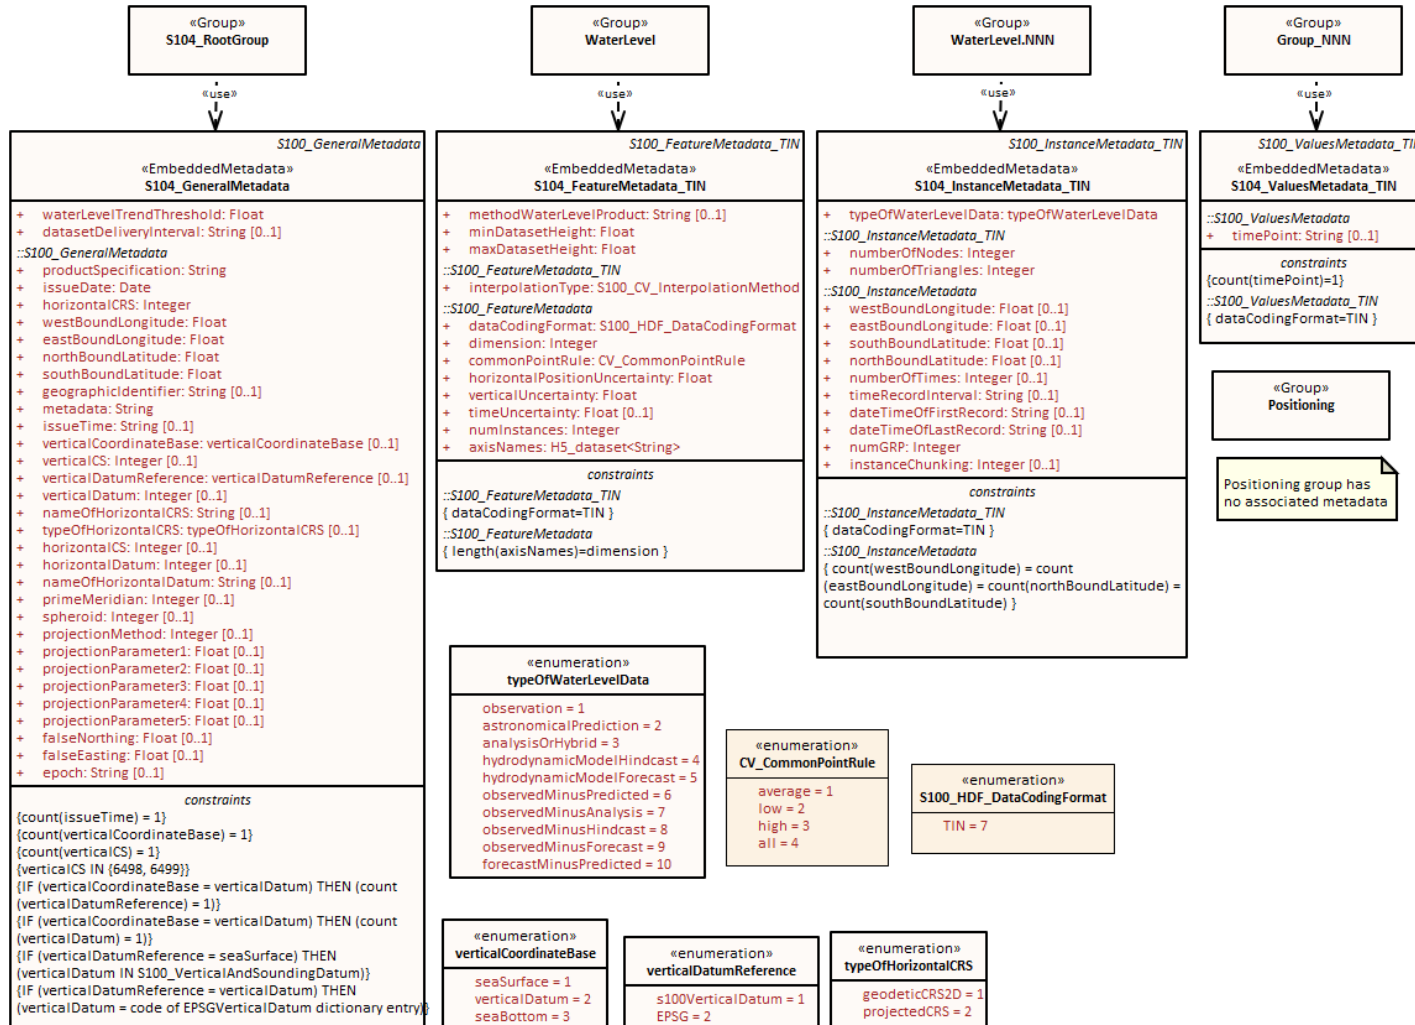 «Group»
S104_RootGroup
«use»
S100_GeneralMetadata
«EmbeddedMetadata»
S104_GeneralMetadata
+ waterLevelTrendThreshold: Float
+ datasetDeliveryInterval: String [0..1]
::S100_GeneralMetadata
+ productSpecification: String
+ issueDate: Date
+ horizontalCRS: Integer
+ westBoundLongitude: Float
+ eastBoundLongitude: Float
+ northBoundLatitude: Float
+ southBoundLatitude: Float
+ geographicIdentifier: String [0..1]
+ metadata: String
+ issueTime: String [0..1]
+ verticalCoordinateBase: verticalCoordinateBase [0..1]
+ verticalCS: Integer [0..1]
+ verticalDatumReference: verticalDatumReference [0..1]
+ verticalDatum: Integer [0..1]
+ nameOfHorizontalCRS: String [0..1]
+ typeOfHorizontalCRS: typeOfHorizontalCRS [0..1]
+ horizontalCS: Integer [0..1]
+ horizontalDatum: Integer [0..1]
+ nameOfHorizontalDatum: String [0..1]
+ primeMeridian: Integer [0..1]
+ spheroid: Integer [0..1]
+ projectionMethod: Integer [0..1]
+ projectionParameter1: Float [0..1]
+ projectionParameter2: Float [0..1]
+ projectionParameter3: Float [0..1]
+ projectionParameter4: Float [0..1]
+ projectionParameter5: Float [0..1]
+ falseNorthing: Float [0..1]
+ falseEasting: Float [0..1]
+ epoch: String [0..1]
constraints
{count(issueTime) = 1}
{count(verticalCoordinateBase) = 1}
{count(verticalCS) = 1}
{verticalCS IN {6498, 6499}}
{IF (verticalCoordinateBase = verticalDatum) THEN (count
(verticalDatumReference) = 1)}
{IF (verticalCoordinateBase = verticalDatum) THEN (count
(verticalDatum) = 1)}
{IF (verticalDatumReference = seaSurface) THEN
(verticalDatum IN S100_VerticalAndSoundingDatum)}
{IF (verticalDatumReference = verticalDatum) THEN
(verticalDatum = code of EPSGVerticalDatum dictionary entry)}
«Group»
WaterLevel
«use»
S100_FeatureMetadata_TIN
«EmbeddedMetadata»
S104_FeatureMetadata_TIN
+ methodWaterLevelProduct: String [0..1]
+ minDatasetHeight: Float
+ maxDatasetHeight: Float
::S100_FeatureMetadata_TIN
+ interpolationType: S100_CV_InterpolationMethod
::S100_FeatureMetadata
+ dataCodingFormat: S100_HDF_DataCodingFormat
+ dimension: Integer
+ commonPointRule: CV_CommonPointRule
+ horizontalPositionUncertainty: Float
+ verticalUncertainty: Float
+ timeUncertainty: Float [0..1]
+ numInstances: Integer
+ axisNames: H5_dataset<String>
constraints
::S100_FeatureMetadata_TIN
{ dataCodingFormat=TIN }
::S100_FeatureMetadata
{ length(axisNames)=dimension }
«Group»
WaterLevel.NNN
«use»
S100_InstanceMetadata_TIN
«EmbeddedMetadata»
S104_InstanceMetadata_TIN
+ typeOfWaterLevelData: typeOfWaterLevelData
::S100_InstanceMetadata_TIN
+ numberOfNodes: Integer
+ numberOfTriangles: Integer
::S100_InstanceMetadata
+ westBoundLongitude: Float [0..1]
+ eastBoundLongitude: Float [0..1]
+ southBoundLatitude: Float [0..1]
+ northBoundLatitude: Float [0..1]
+ numberOfTimes: Integer [0..1]
+ timeRecordInterval: String [0..1]
+ dateTimeOfFirstRecord: String [0..1]
+ dateTimeOfLastRecord: String [0..1]
+ numGRP: Integer
+ instanceChunking: Integer [0..1]
constraints
::S100_InstanceMetadata_TIN
{ dataCodingFormat=TIN }
::S100_InstanceMetadata
{ count(westBoundLongitude) = count
(eastBoundLongitude) = count(northBoundLatitude) =
count(southBoundLatitude) }
«Group»
Group_NNN
«use»
S100_ValuesMetadata_TIN
«EmbeddedMetadata»
S104_ValuesMetadata_TIN
::S100_ValuesMetadata
+ timePoint: String [0..1]
constraints
{count(timePoint)=1}
::S100_ValuesMetadata_TIN
{ dataCodingFormat=TIN }
«Group»
Positioning
Positioning group has
no associated metadata
«enumeration»
typeOfWaterLevelData
observation = 1
astronomicalPrediction = 2
analysisOrHybrid = 3
hydrodynamicModelHindcast = 4
hydrodynamicModelForecast = 5
observedMinusPredicted = 6
observedMinusAnalysis = 7
observedMinusHindcast = 8
observedMinusForecast = 9
forecastMinusPredicted = 10
«enumeration»
CV_CommonPointRule
average = 1
low = 2
high = 3
all = 4
«enumeration»
S100_HDF_DataCodingFormat
TIN = 7
«enumeration»
verticalCoordinateBase
seaSurface = 1
verticalDatum = 2
seaBottom = 3
«enumeration»
verticalDatumReference
s100VerticalDatum = 1
EPSG = 2
«enumeration»
typeOfHorizontalCRS
geodeticCRS2D = 1
projectedCRS = 2